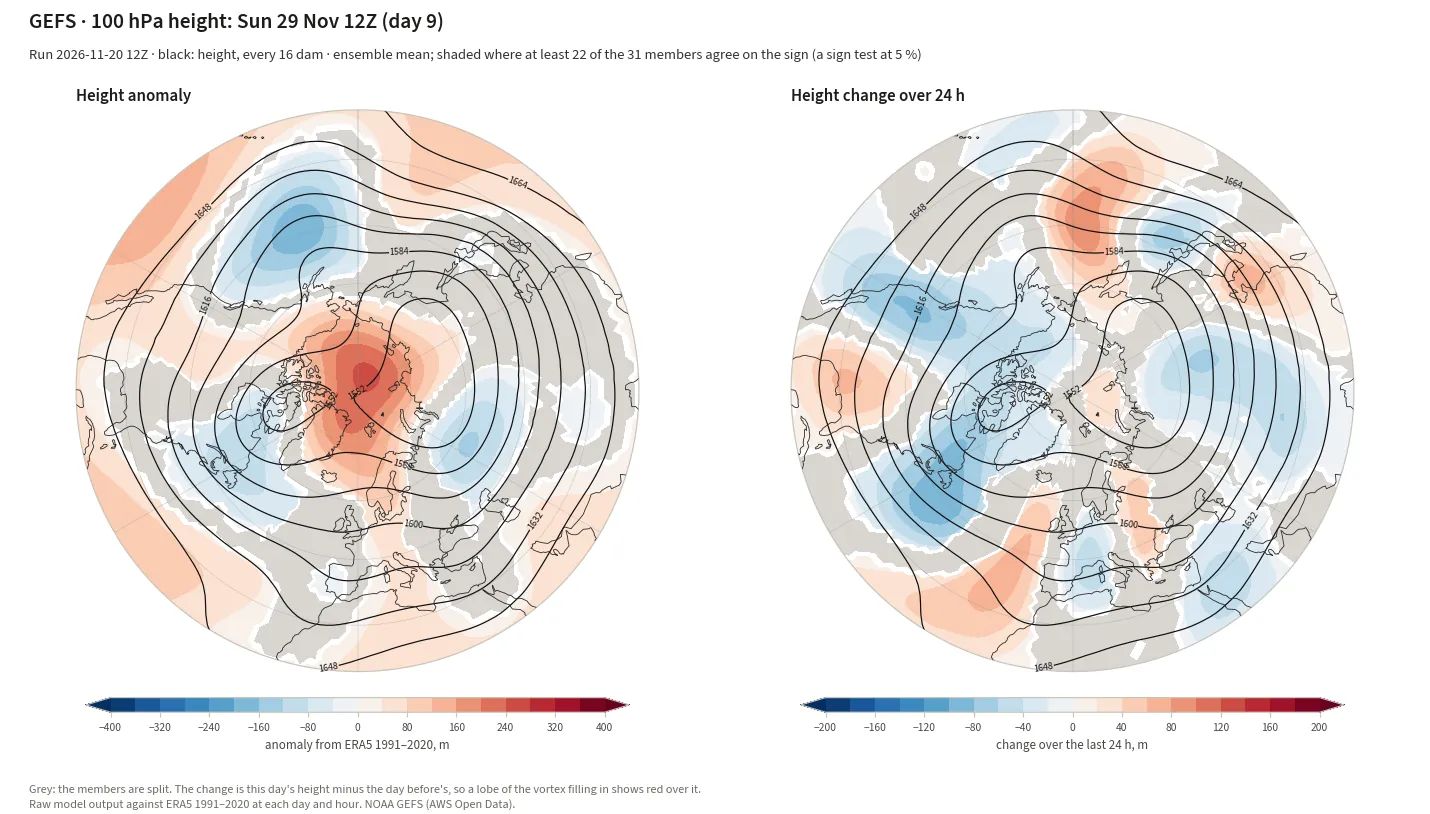 GEFS · 100 hPa height: Sun 29 Nov 12Z (day 9)
Run 2026-11-20 12Z · black: height, every 16 dam · ensemble mean; shaded where at least 22 of the 31 members agree on the sign (a sign test at 5 %)
Height anomaly
Height change over 24 h
1664
1648
1584
1616
1552
1568
1600
1632
1648
1664
1648
1584
1616
1552
1568
1600
1632
1648
−400 −320 −240 −160 −80 0 80 160 240 320 400
anomaly from ERA5 1991–2020, m
−200 −160 −120 −80 −40 0 40 80 120 160 200
change over the last 24 h, m
Grey: the members are split. The change is this day's height minus the day before's, so a lobe of the vortex filling in shows red over it.
Raw model output against ERA5 1991–2020 at each day and hour. NOAA GEFS (AWS Open Data).